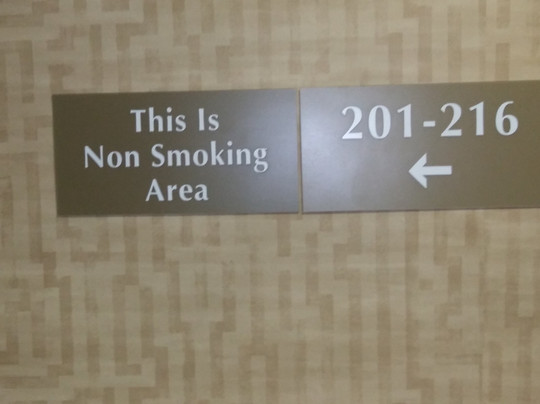 This Is
Non Smoking
Area
201-216
←